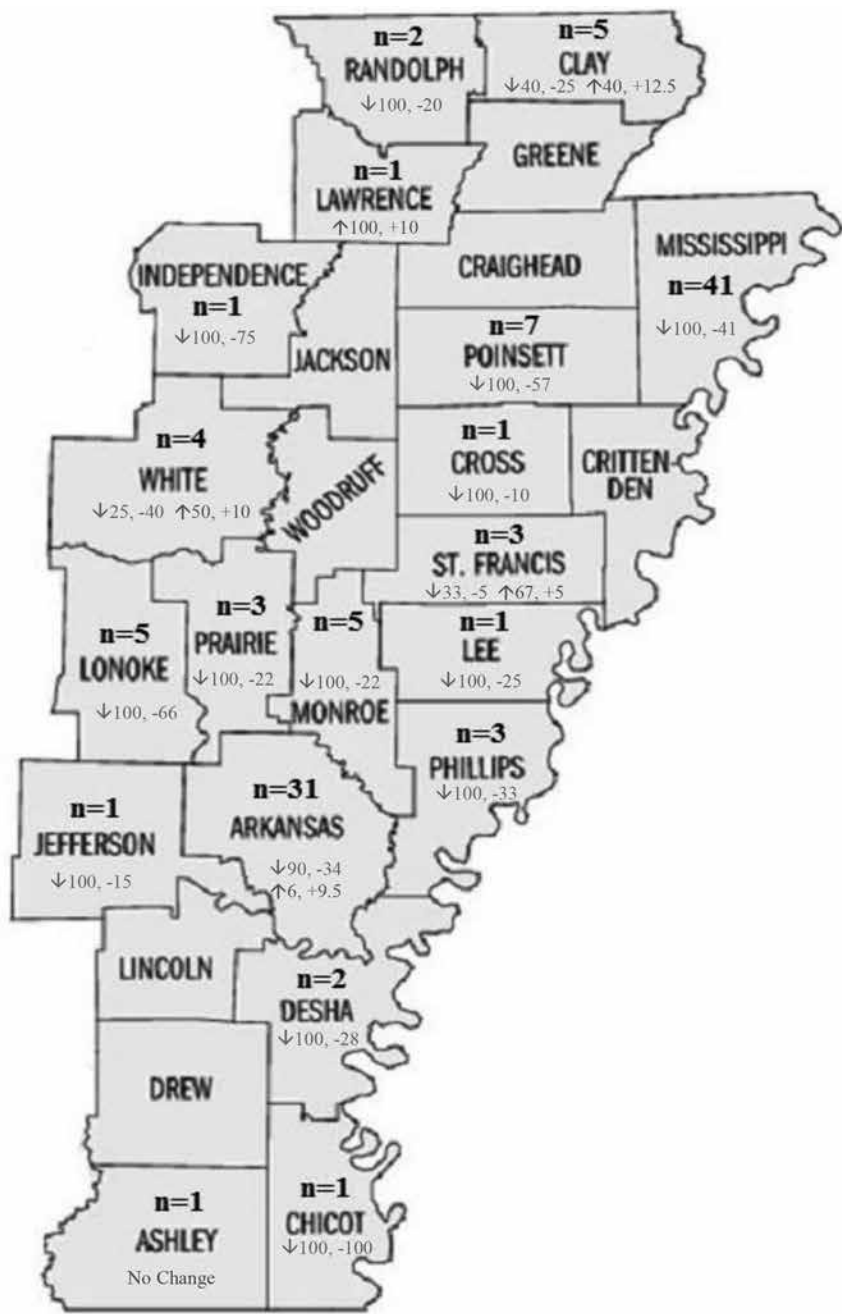 n=2
RANDOLPH
↓100, -20
n=5
CLAY
↓40, -25 ↑40, +12.5
GREENE
n=1
LAWRENCE
↑100, +10
MISSISSIPPI
n=41
↓100, -41
CRAIGHEAD
INDEPENDENCE
n=1
↓100, -75
JACKSON
n=7
POINSETT
↓100, -57
n=4
WHITE
↓25, -40 ↑50, +10
WOODRUFF
n=1
CROSS
↓100, -10
CRITTEN-
DEN
n=3
ST. FRANCIS
↓33, -5 ↑67, +5
n=5
LONOKE
↓100, -66
n=3
PRAIRIE
↓100, -22
n=5
↓100, -22
MONROE
n=1
LEE
↓100, -25
n=3
PHILLIPS
↓100, -33
n=1
JEFFERSON
↓100, -15
n=31
ARKANSAS
↓90, -34
↑6, +9.5
LINCOLN
n=2
DESHA
↓100, -28
DREW
n=1
ASHLEY
No Change
n=1
CHICOT
↓100, -100